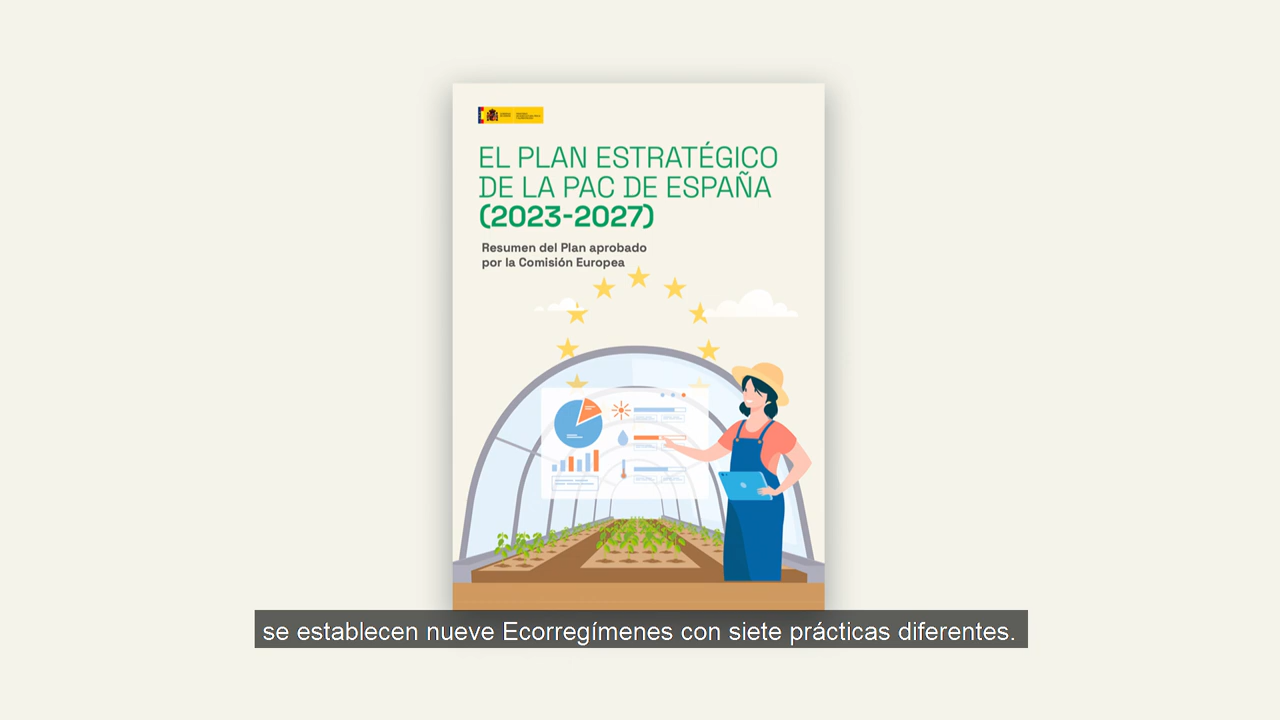 EL PLAN ESTRATÉGICO
DE LA PAC DE ESPAÑA
(2023-2027)
Resumen del Plan aprobado
por la Comisión Europea
se establecen nueve Ecorregímenes con siete prácticas diferentes.